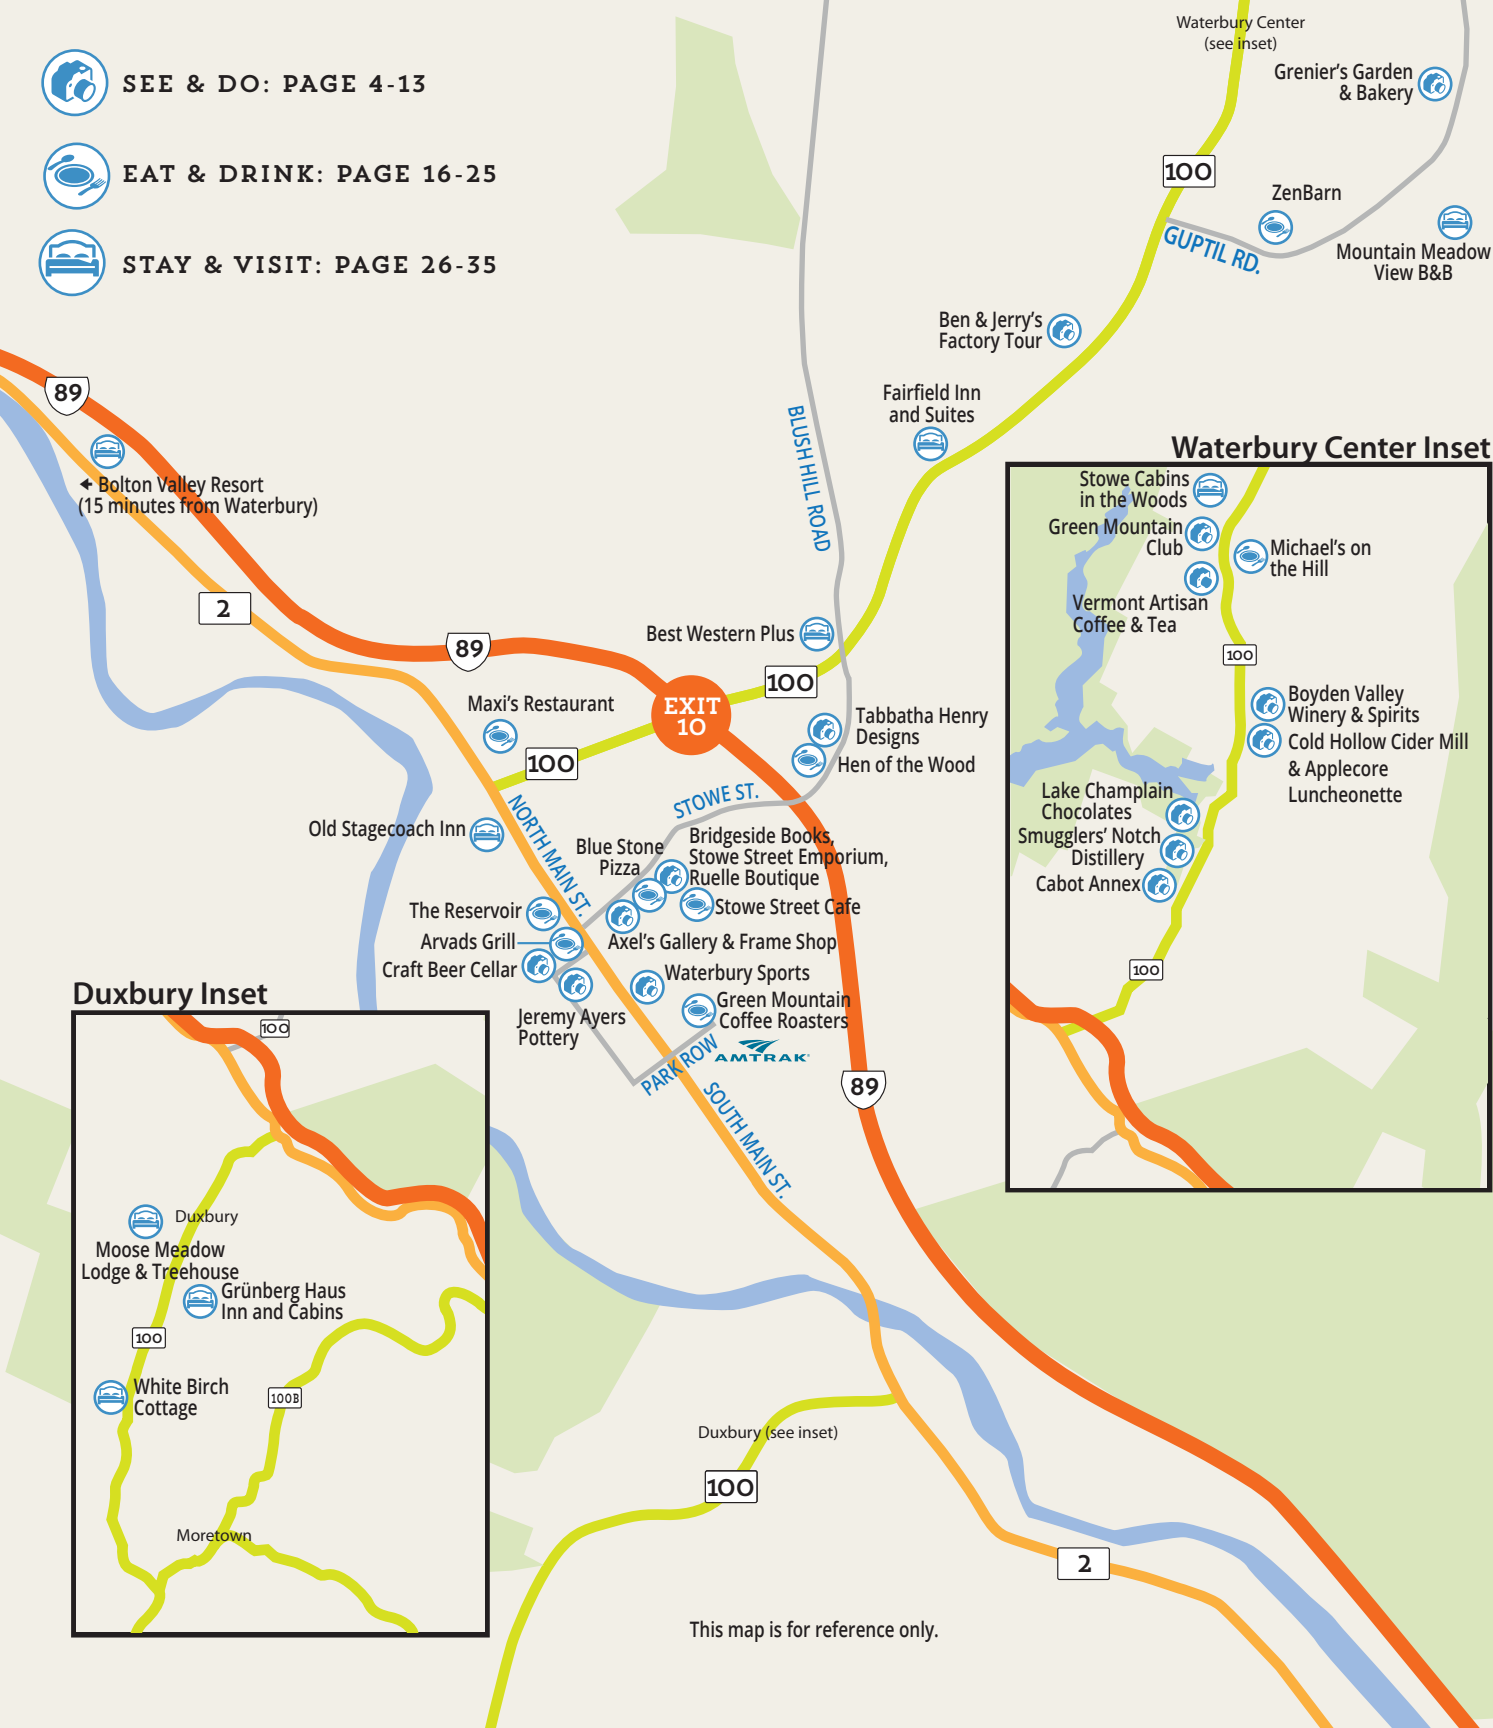 SEE & DO: PAGE 4-13
EAT & DRINK: PAGE 16-25
STAY & VISIT: PAGE 26-35
Waterbury Center
(see inset)
Grenier's Garden
& Bakery
100
ZenBarn
GUPTIL RD.
Mountain Meadow
View B&B
Ben & Jerry's
Factory Tour
Fairfield Inn
and Suites
BLUSH HILL ROAD
89
Bolton Valley Resort
(15 minutes from Waterbury)
2
89
Best Western Plus
100
EXIT
10
Maxi's Restaurant
100
Tabbatha Henry
Designs
Hen of the Wood
STOWE ST.
NORTH MAIN ST.
Old Stagecoach Inn
Blue Stone
Pizza
Bridgeside Books,
Stowe Street Emporium,
Ruelle Boutique
Stowe Street Cafe
The Reservoir
Arvads Grill
Axel's Gallery & Frame Shop
Craft Beer Cellar
Waterbury Sports
Green Mountain
Coffee Roasters
Jeremy Ayers
Pottery
AMTRAK
PARK ROW
89
SOUTH MAIN ST.
Waterbury Center Inset
Stowe Cabins
in the Woods
Green Mountain
Club
Michael's on
the Hill
Vermont Artisan
Coffee & Tea
100
Boyden Valley
Winery & Spirits
Cold Hollow Cider Mill
& Applecore
Luncheonette
Lake Champlain
Chocolates
Smugglers' Notch
Distillery
Cabot Annex
100
Duxbury Inset
100
Duxbury
Moose Meadow
Lodge & Treehouse
Grünberg Haus
Inn and Cabins
100
White Birch
Cottage
100B
Moretown
Duxbury (see inset)
100
2
This map is for reference only.